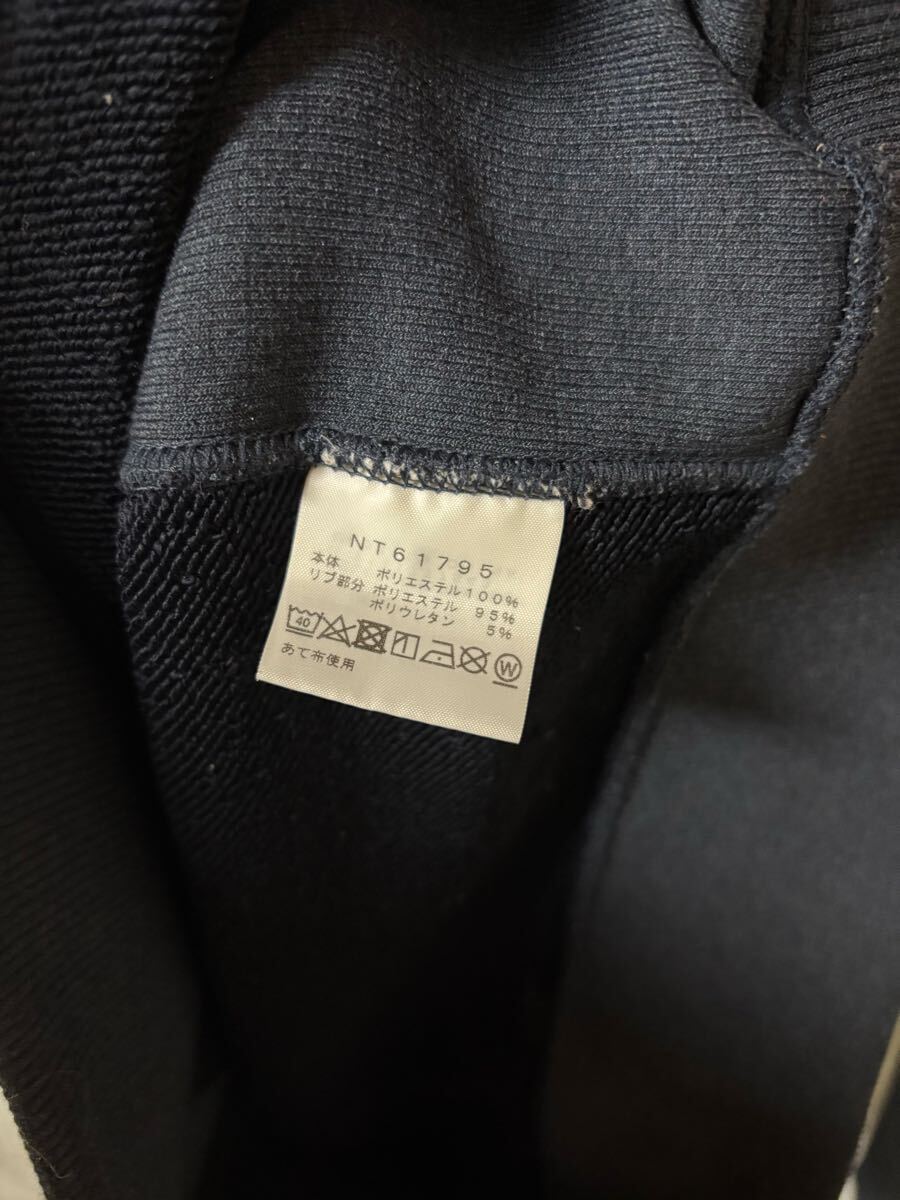 NT61795
本体 ポリエステル100%
リブ部分 ポリエステル 95%
ポリウレタン 5%
40 W
あて布使用